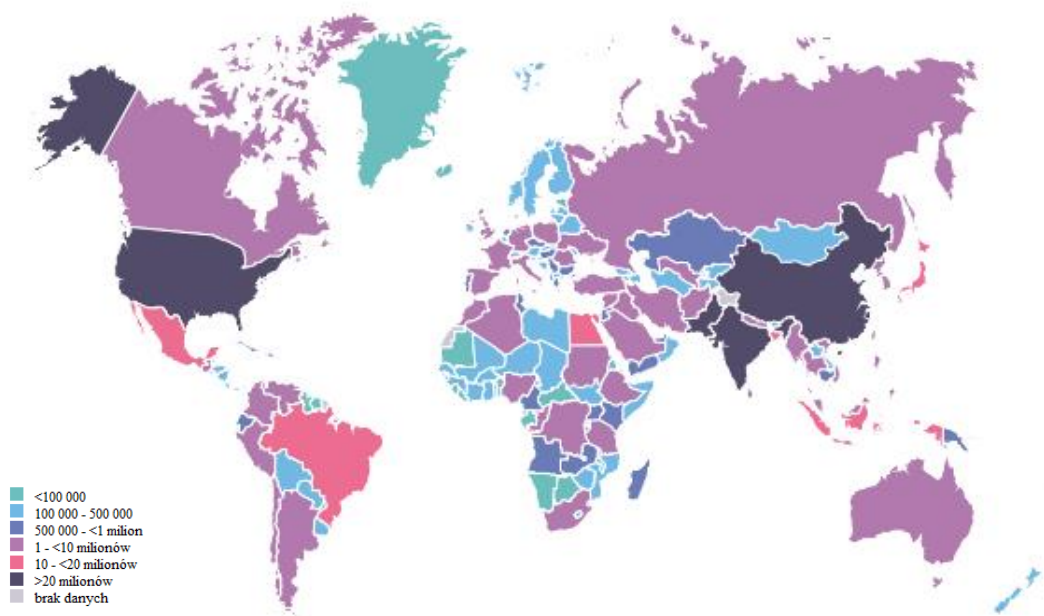 <100 000
100 000 - 500 000
500 000 - <1 milion
1 - <10 milionów
10 - <20 milionów
>20 milionów
brak danych